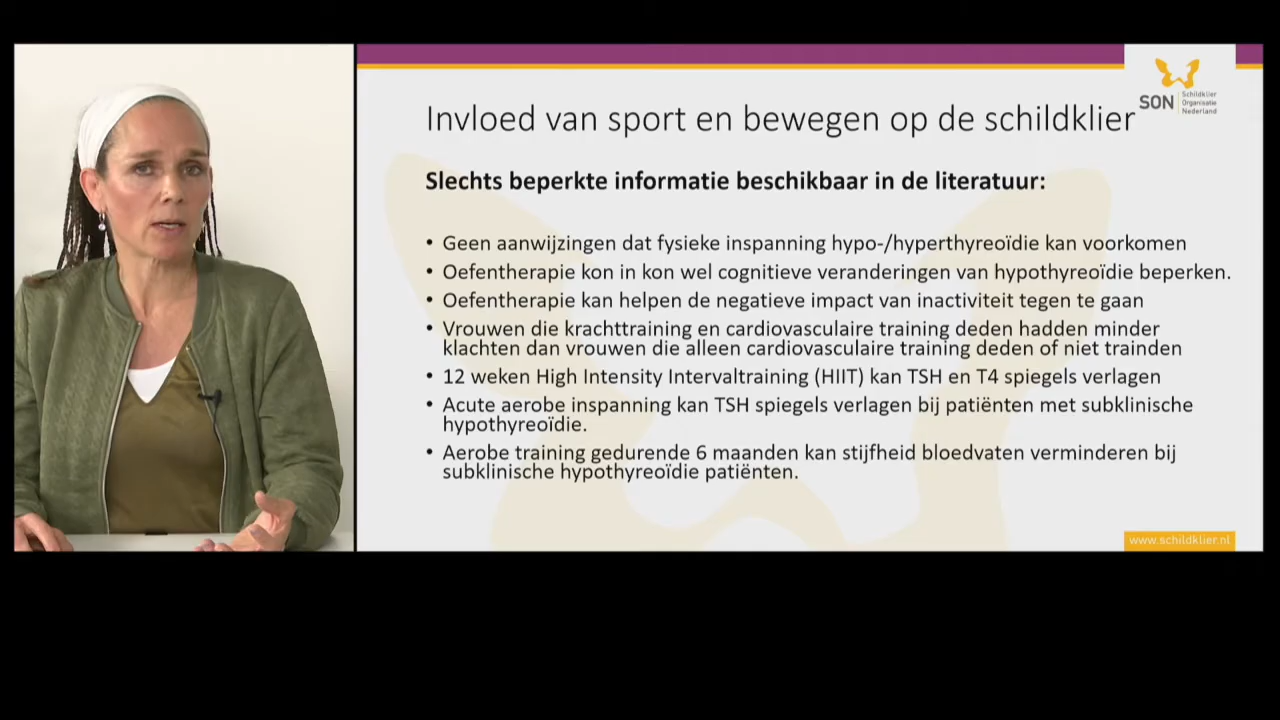 Invloed van sport en bewegen op de schildklier
SON
Schildklier
Organisatie
Nederland
Slechts beperkte informatie beschikbaar in de literatuur:
• Geen aanwijzingen dat fysieke inspanning hypo-/hyperthyreoïdie kan voorkomen
• Oefentherapie kon in kon wel cognitieve veranderingen van hypothyreoïdie beperken.
• Oefentherapie kan helpen de negatieve impact van inactiviteit tegen te gaan
• Vrouwen die krachttraining en cardiovasculaire training deden hadden minder
klachten dan vrouwen die alleen cardiovasculaire training deden of niet trainden
• 12 weken High Intensity Intervaltraining (HIIT) kan TSH en T4 spiegels verlagen
• Acute aerobe inspanning kan TSH spiegels verlagen bij patiënten met subklinische
hypothyreoïdie.
• Aerobe training gedurende 6 maanden kan stijfheid bloedvaten verminderen bij
subklinische hypothyreoïdie patiënten.
www.schildklier.nl